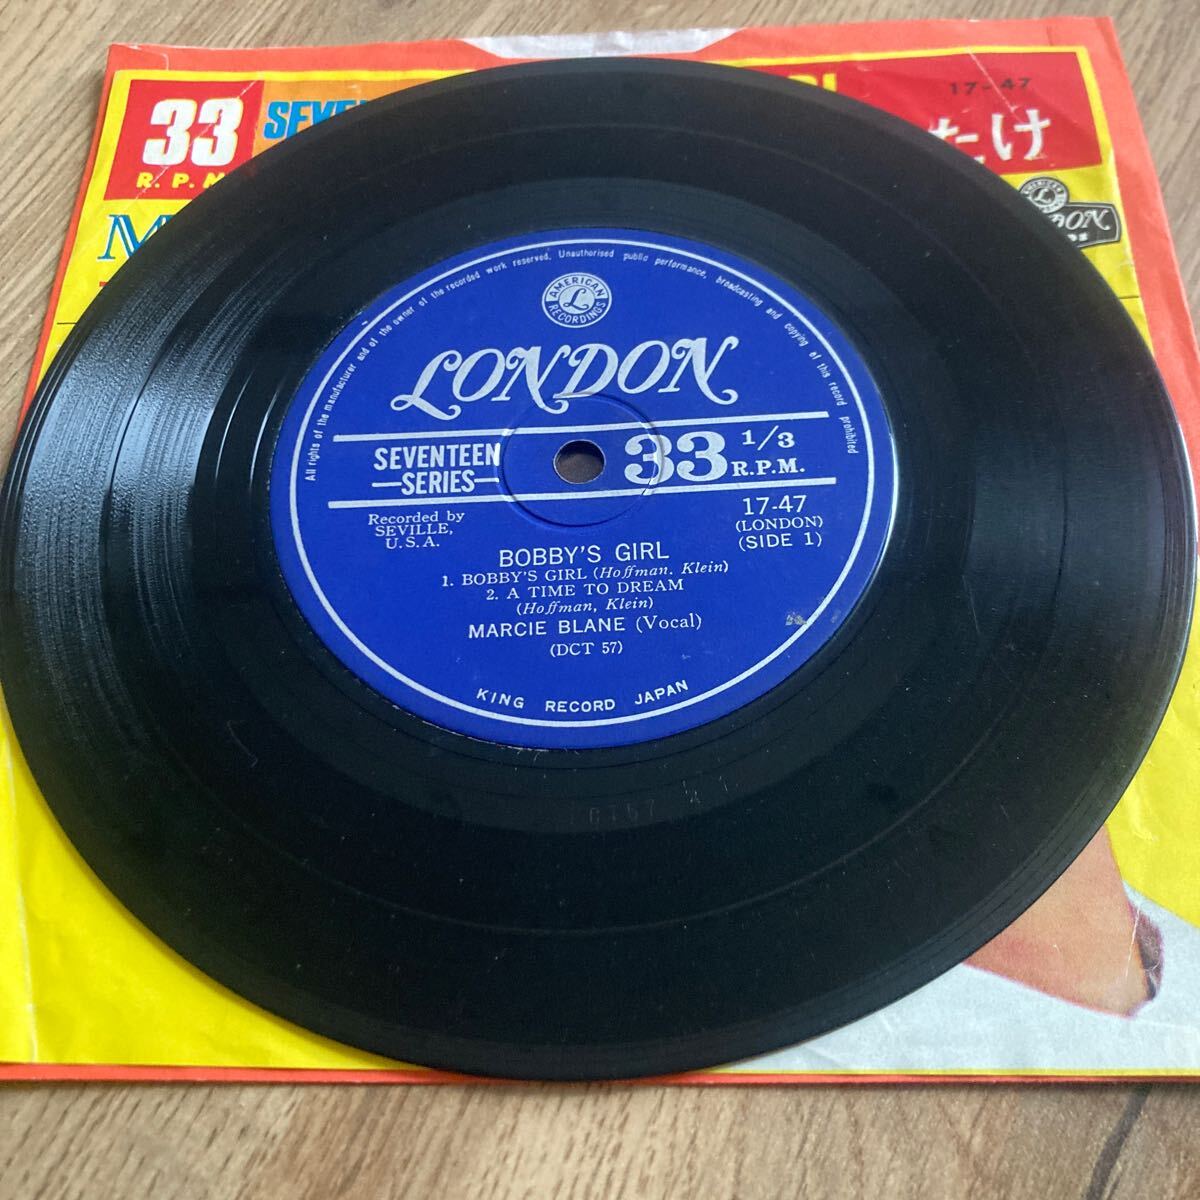 33
R.P.M
17-47
たけ
AMERICAN
L
RECORDINGS
All rights of the manufacturer and of the owner of the recorded work reserved. Unauthorised public performance, broadcasting and copying of this record prohibited
AMERICAN
L
RECORDINGS
LONDON
SEVENTEEN
—SERIES—
33 1/3
R.P.M.
Recorded by
SEVILLE,
U.S.A.
17-47
(LONDON)
(SIDE 1)
BOBBY'S GIRL
1. BOBBY'S GIRL (Hoffman. Klein)
2. A TIME TO DREAM
(Hoffman, Klein)
MARCIE BLANE (Vocal)
(DCT 57)
KING RECORD JAPAN